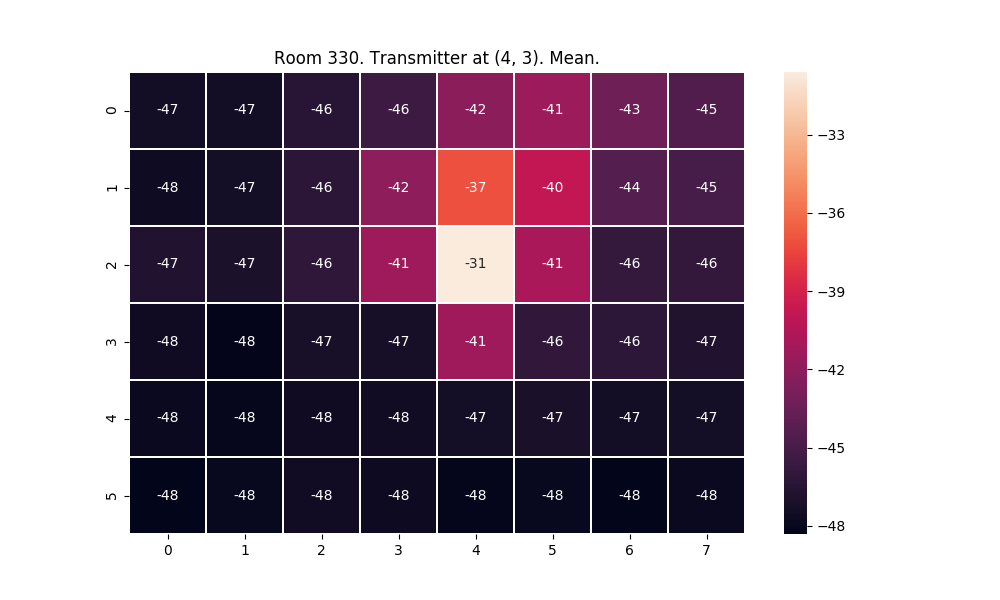 Room 330. Transmitter at (4, 3). Mean.
0 -47 -47 -46 -46 -42 -41 -43 -45
1 -48 -47 -46 -42 -37 -40 -44 -45
2 -47 -47 -46 -41 -31 -41 -46 -46
3 -48 -48 -47 -47 -41 -46 -46 -47
4 -48 -48 -48 -48 -47 -47 -47 -47
5 -48 -48 -48 -48 -48 -48 -48 -48
0 1 2 3 4 5 6 7
−33
−36
−39
−42
−45
−48